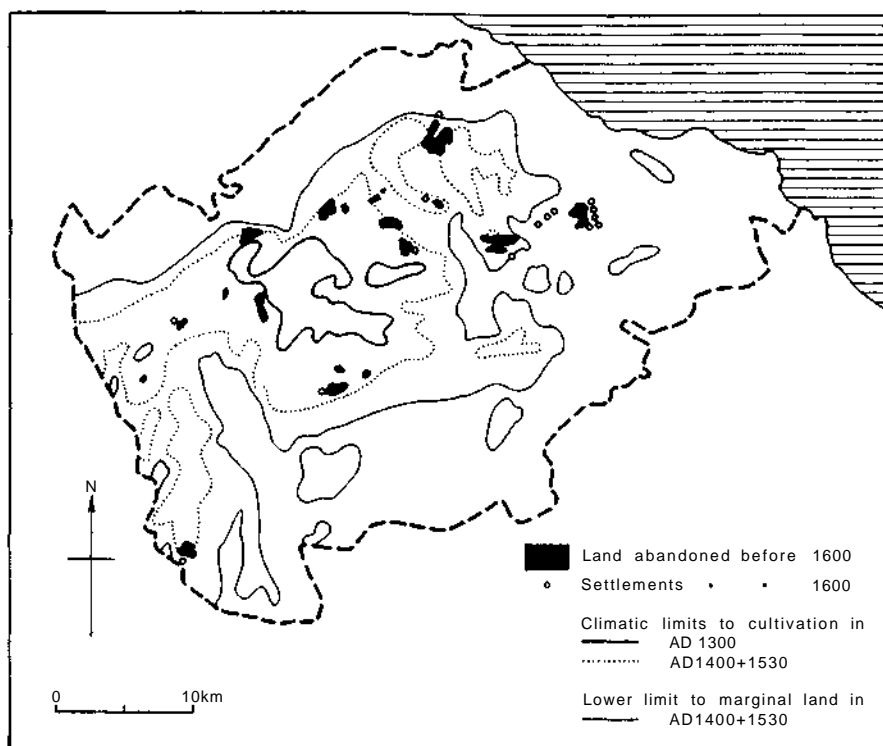 N
0 10km
Land abandoned before 1600
Settlements 1600
Climatic limits to cultivation in
AD 1300
AD1400+1530
Lower limit to marginal land in
AD1400+1530